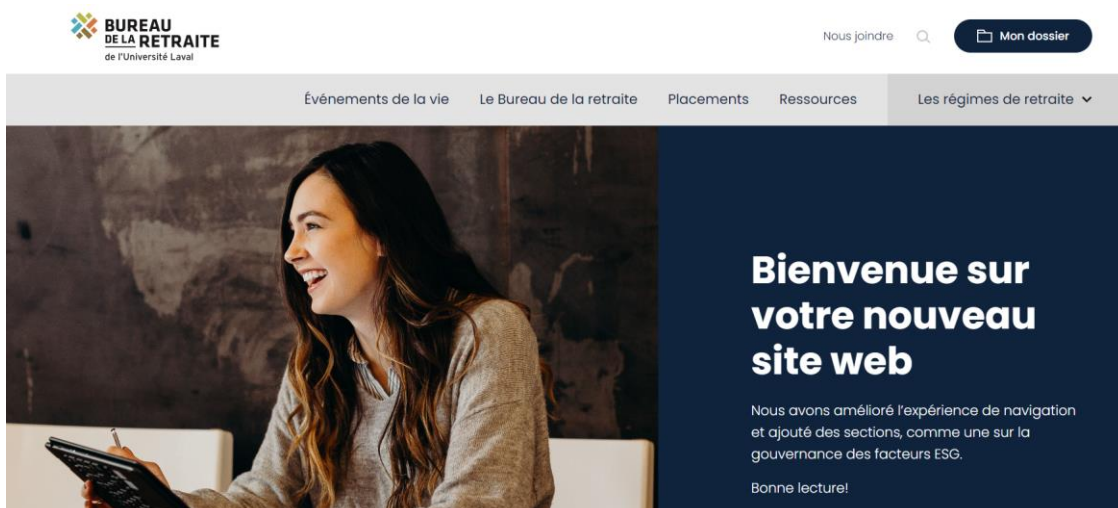 BUREAU
DE LA RETRAITE
de l'Université Laval
Nous joindre
Mon dossier
Événements de la vie
Le Bureau de la retraite
Placements
Ressources
Les régimes de retraite
Bienvenue sur
votre nouveau
site web
Nous avons amélioré l'expérience de navigation
et ajouté des sections, comme une sur la
gouvernance des facteurs ESG.
Bonne lecture!